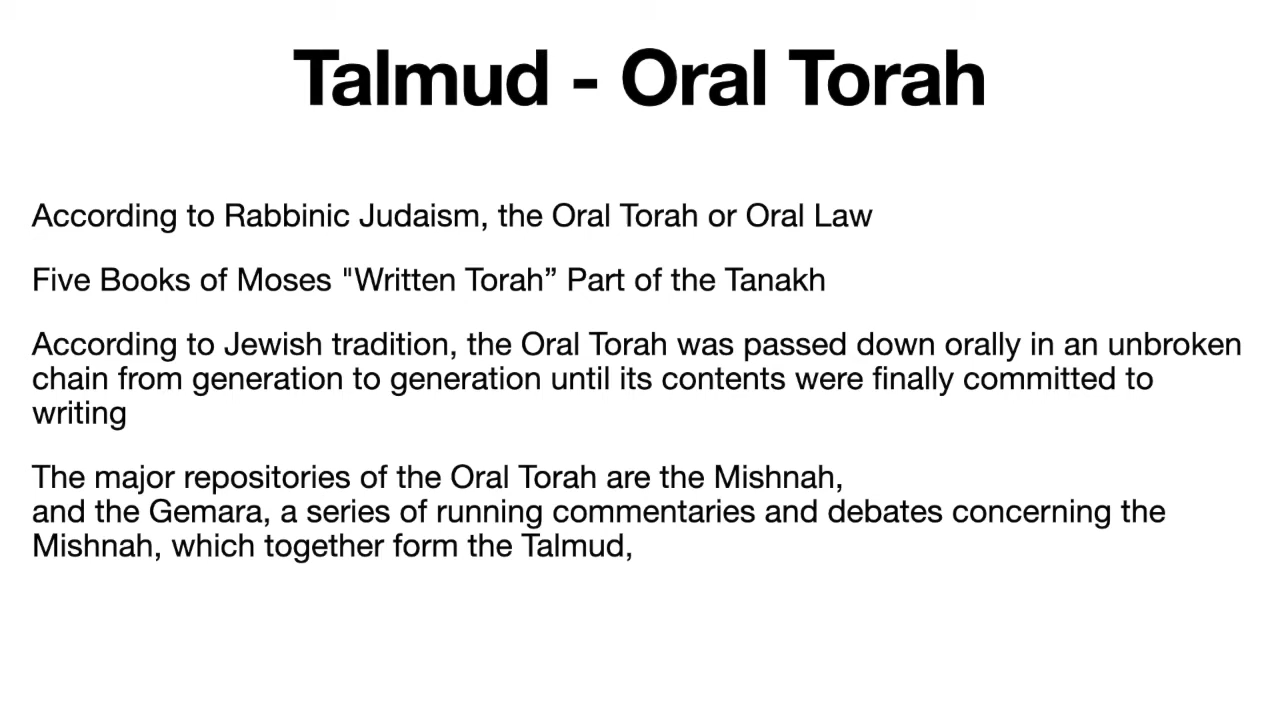 Talmud - Oral Torah
According to Rabbinic Judaism, the Oral Torah or Oral Law
Five Books of Moses "Written Torah” Part of the Tanakh
According to Jewish tradition, the Oral Torah was passed down orally in an unbroken
chain from generation to generation until its contents were finally committed to
writing
The major repositories of the Oral Torah are the Mishnah,
and the Gemara, a series of running commentaries and debates concerning the
Mishnah, which together form the Talmud,